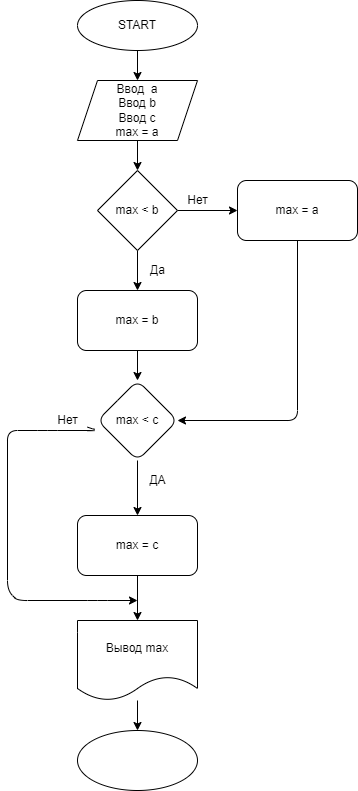 START
Ввод  a
Ввод b
Ввод c
max = a
max < b
Нет
max = a
Да
max = b
Нет
max < c
ДА
max = c
Вывод max